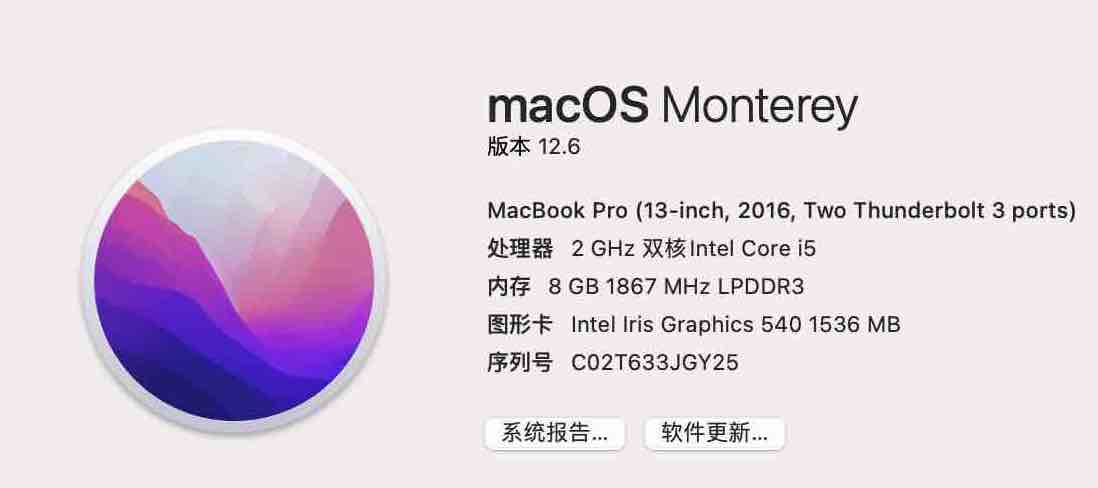 macOS Monterey
版本 12.6
MacBook Pro (13-inch, 2016, Two Thunderbolt 3 ports)
处理器 2 GHz 双核Intel Core i5
内存 8 GB 1867 MHz LPDDR3
图形卡 Intel Iris Graphics 540 1536 MB
序列号 C02T633JGY25
系统报告... 软件更新...